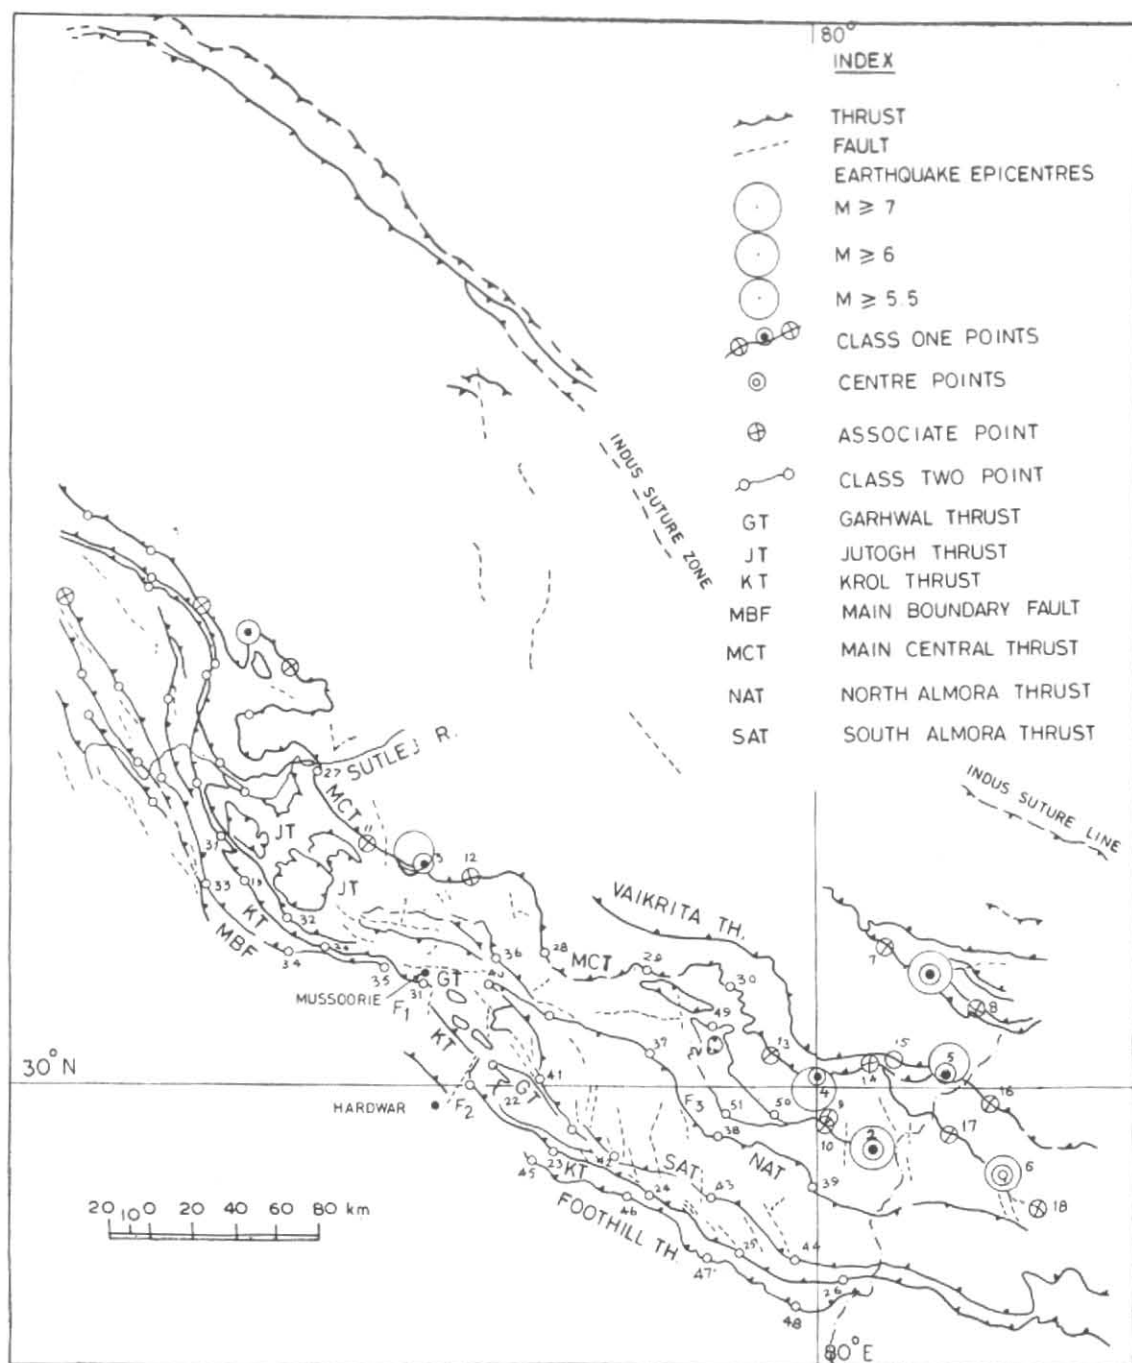 80°
INDEX
THRUST
FAULT
EARTHQUAKE EPICENTRES
M ≥ 7
M ≥ 6
M ≥ 5.5
CLASS ONE POINTS
CENTRE POINTS
ASSOCIATE POINT
CLASS TWO POINT
GT GARHWAL THRUST
JT JUTOGH THRUST
KT KROL THRUST
MBF MAIN BOUNDARY FAULT
MCT MAIN CENTRAL THRUST
NAT NORTH ALMORA THRUST
SAT SOUTH ALMORA THRUST
INDUS SUTURE ZONE
INDUS SUTURE LINE
SUTLEJ R.
27
MCT
11
3
12
JT
31
JT
33
19
KT
32
MBF
34
35
36
28
MCT
29
30
VAIKRITA TH.
7
8
MUSSOORIE
31
GT
F1
KT
49
37
13
15
5
14
4
16
30°N
HARDWAR
F2
22
GT
41
F3
51
50
9
10
2
17
38
NAT
39
6
18
23
45
KT
42
SAT
24
46
43
FOOTHILL TH.
25
47
44
26
48
20 10 0 20 40 60 80 km
80°E